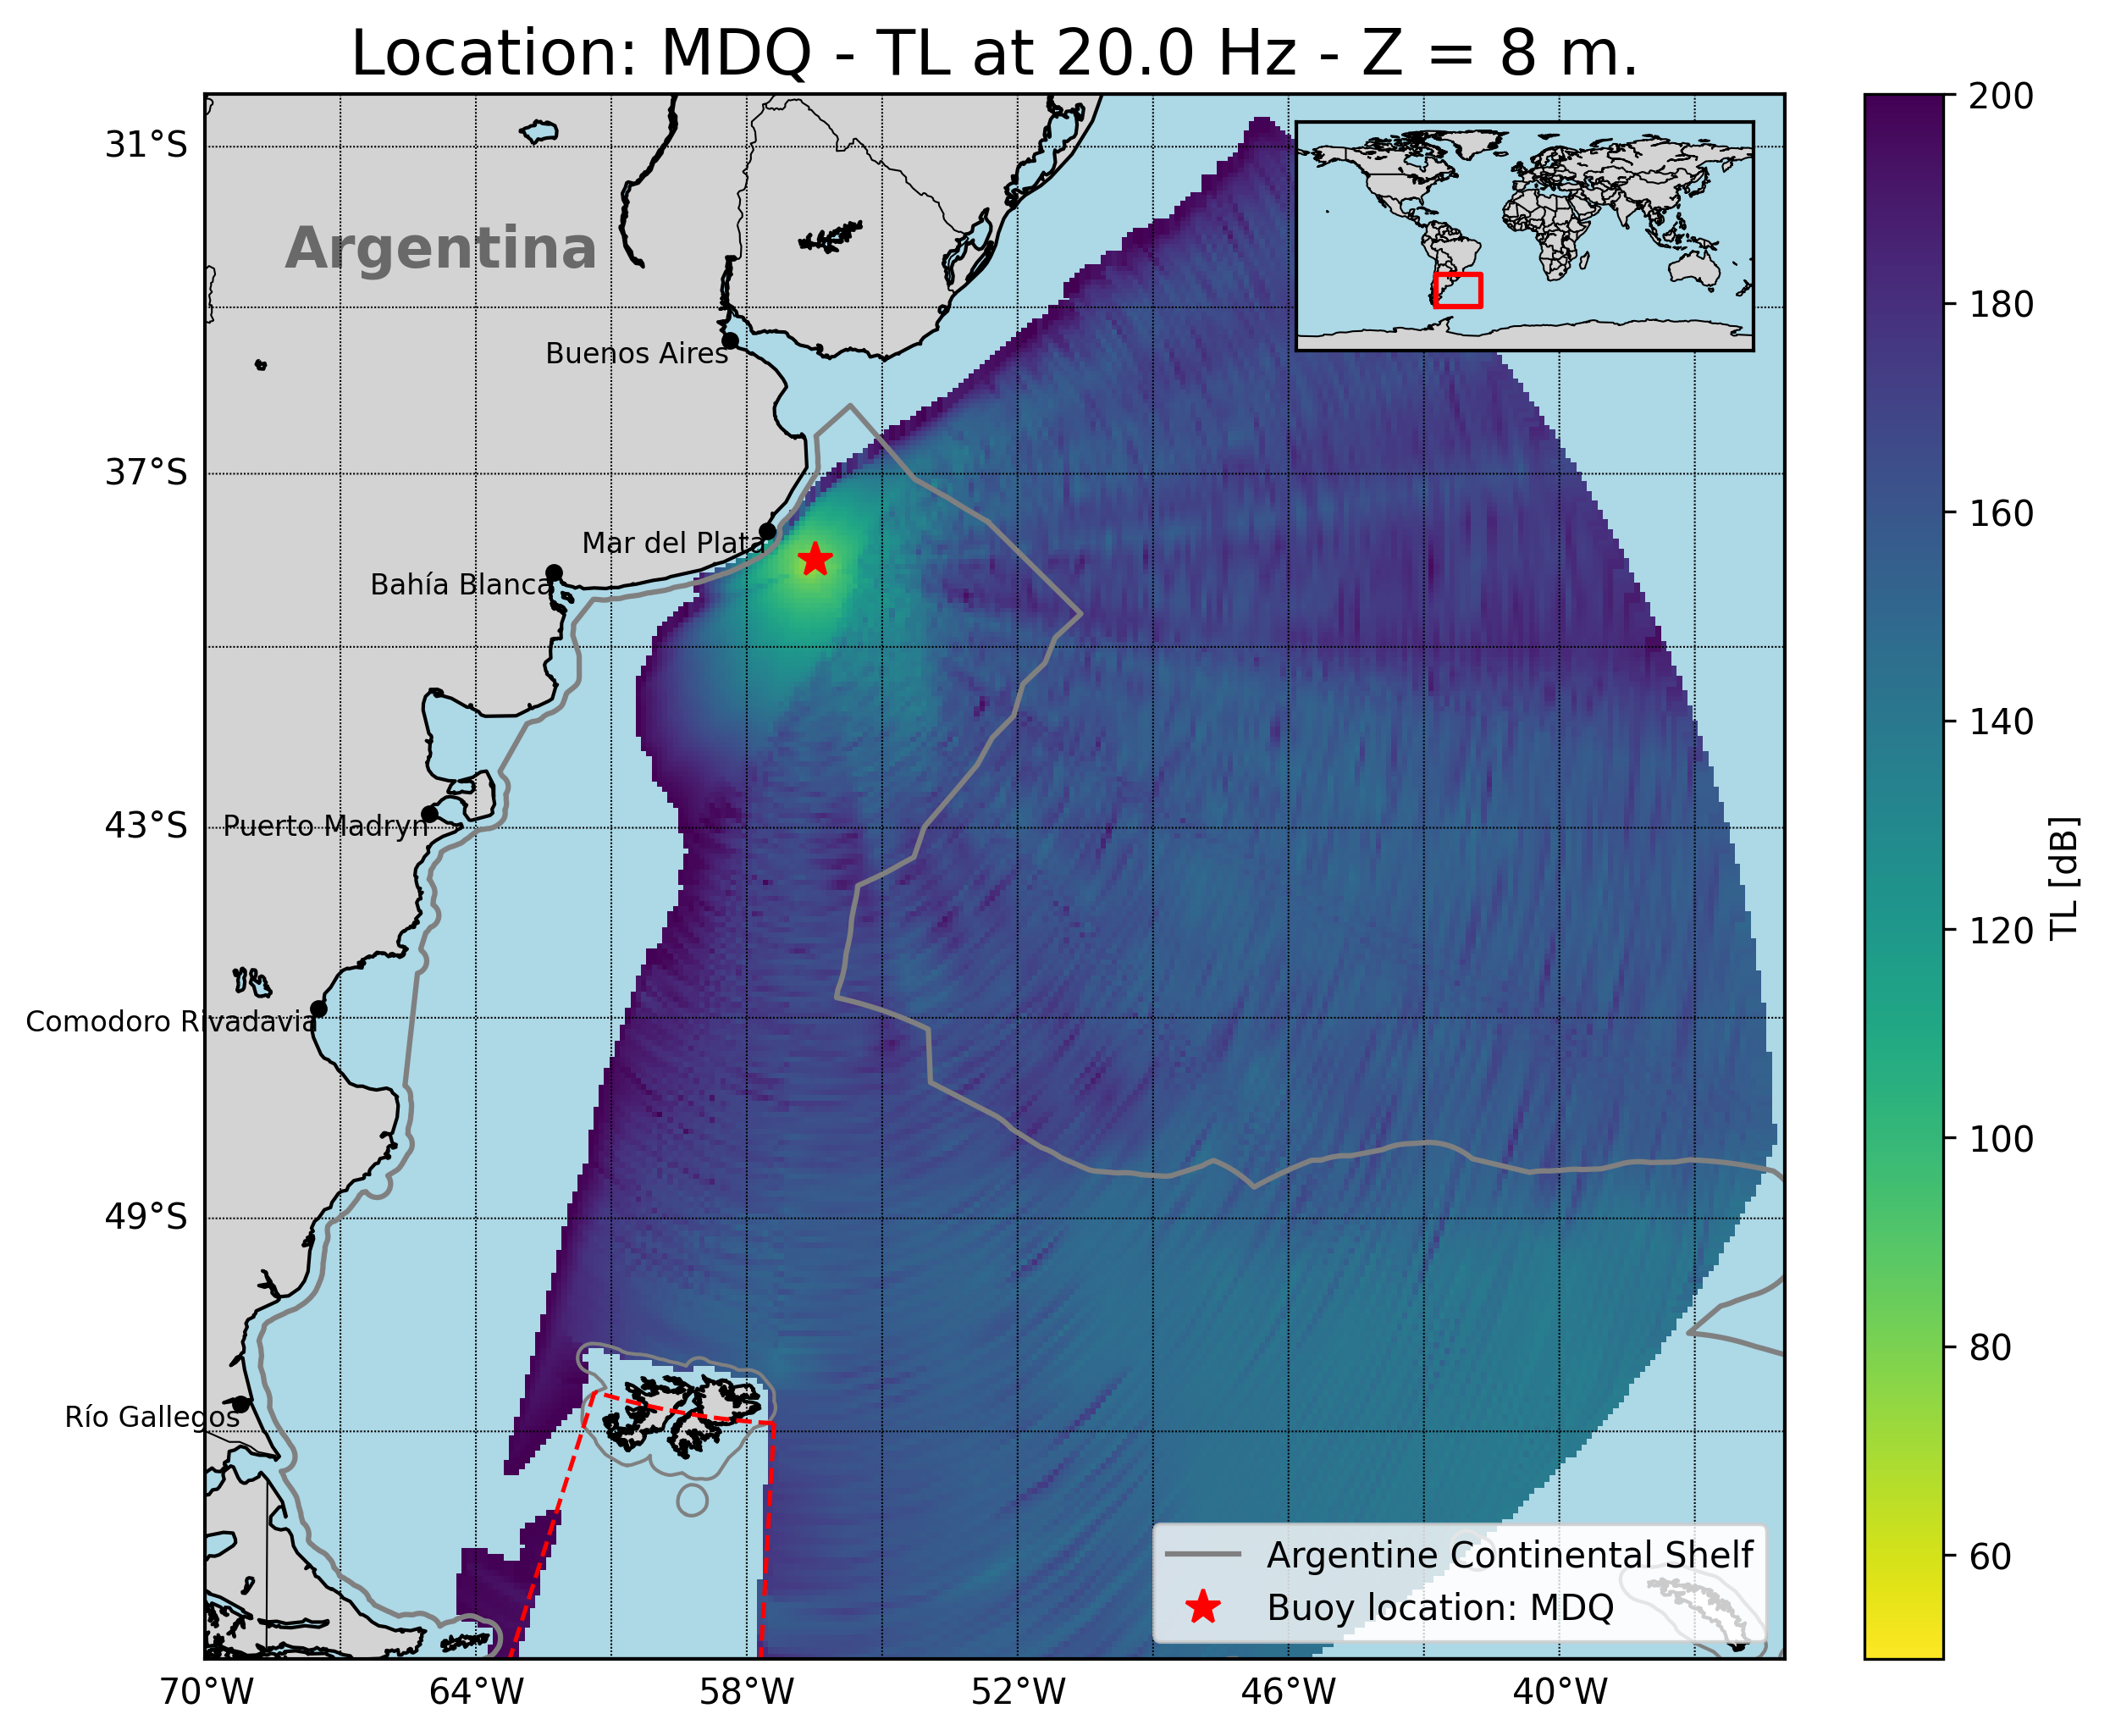 Location: MDQ - TL at 20.0 Hz - Z = 8 m.
31°S
37°S
43°S
49°S
70°W
64°W
58°W
52°W
46°W
40°W
Argentina
Buenos Aires
Mar del Plata
Bahía Blanca
Puerto Madryn
Comodoro Rivadavia
Río Gallegos
Argentine Continental Shelf
Buoy location: MDQ
200
180
160
140
120
100
80
60
TL [dB]